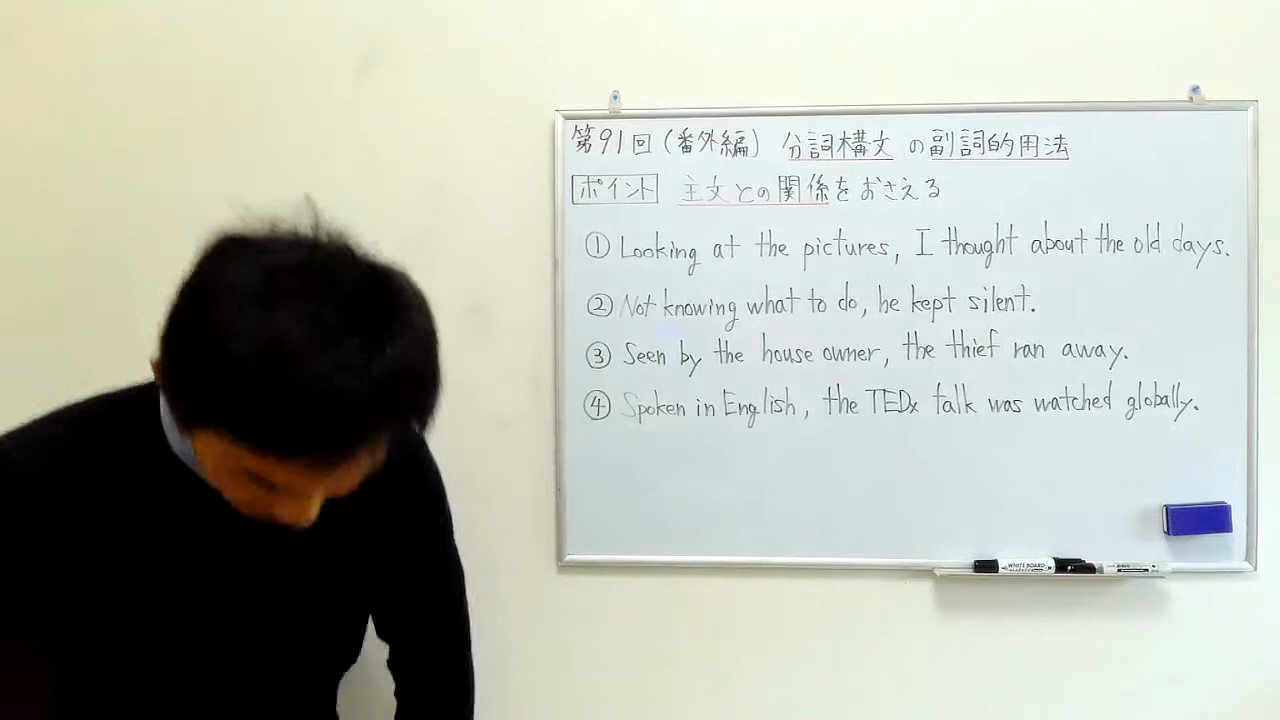 第91回(番外編) 分詞構文の副詞的用法
ポイント 主文との関係をおさえる
① Looking at the pictures, I thought about the old days.
② Not knowing what to do, he kept silent.
③ Seen by the house owner, the thief ran away.
④ Spoken in English, the TEDx talk was watched globally.
WHITE BOARD